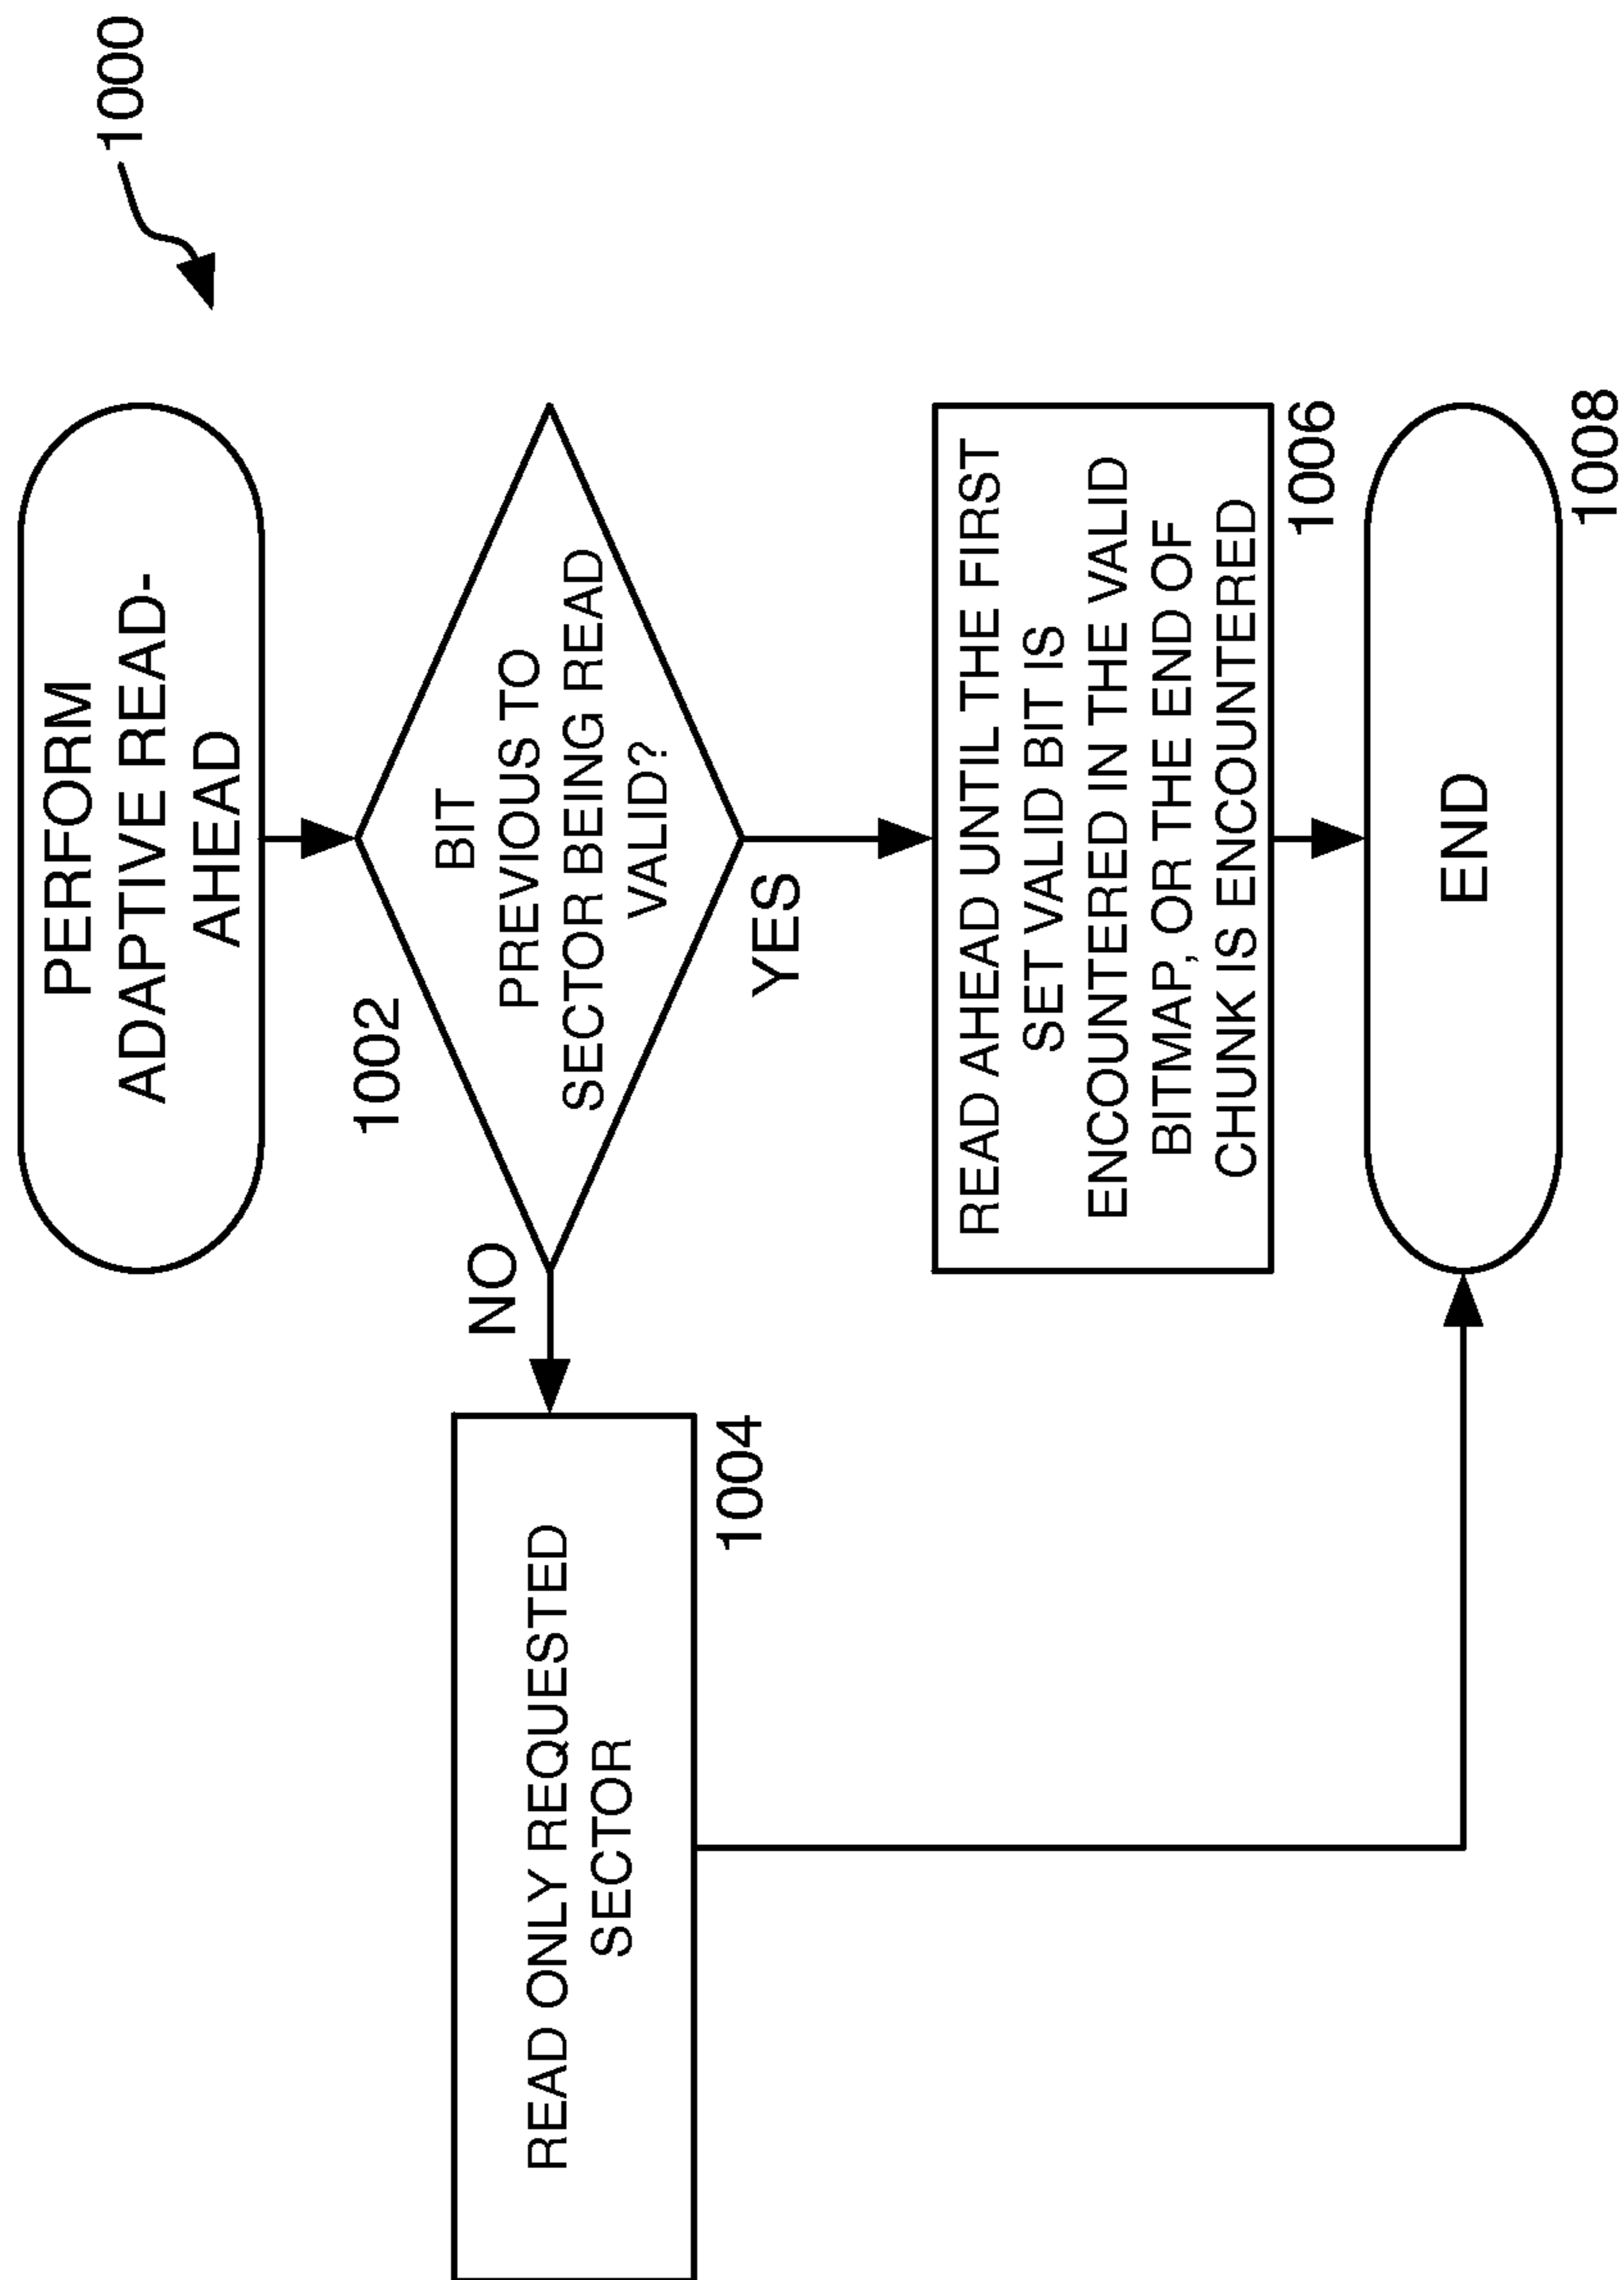 1000
PERFORM
ADAPTIVE READ-
AHEAD
1002
BIT
PREVIOUS TO
SECTOR BEING READ
VALID?
NO
YES
READ ONLY REQUESTED
SECTOR
1004
READ AHEAD UNTIL THE FIRST
SET VALID BIT IS
ENCOUNTERED IN THE VALID
BITMAP, OR THE END OF
CHUNK IS ENCOUNTERED
1006
END
1008